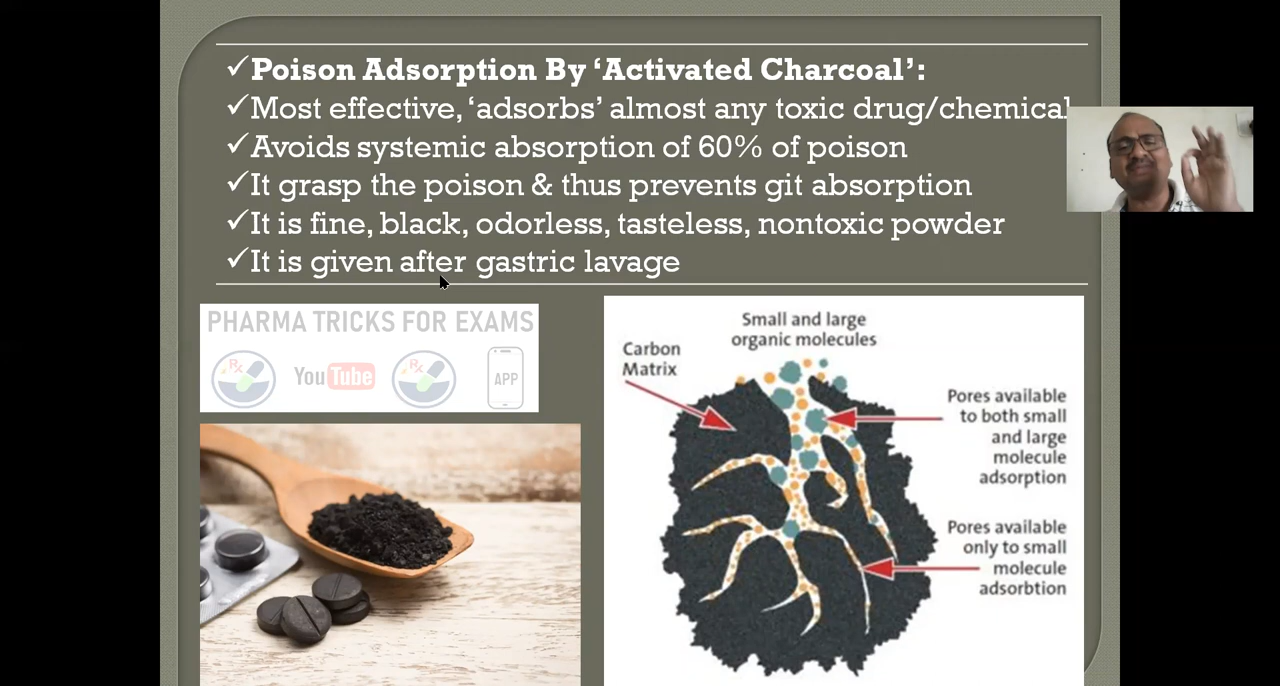 ✓Poison Adsorption By ‘Activated Charcoal’:
✓Most effective, ‘adsorbs’ almost any toxic drug/chemical
✓Avoids systemic absorption of 60% of poison
✓It grasp the poison & thus prevents git absorption
✓It is fine, black, odorless, tasteless, nontoxic powder
✓It is given after gastric lavage
PHARMA TRICKS FOR EXAMS
Rx
YouTube
Rx
APP
Small and large
organic molecules
Carbon
Matrix
Pores available
to both small
and large
molecule
adsorption
Pores available
only to small
molecule
adsorbtion